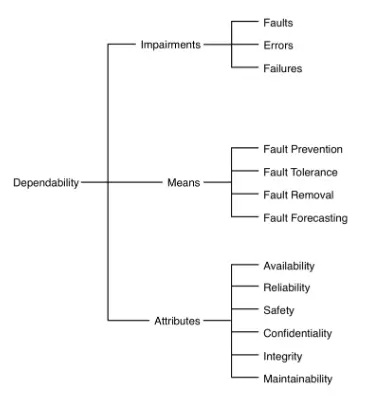 Dependability
Impairments
Faults
Errors
Failures
Means
Fault Prevention
Fault Tolerance
Fault Removal
Fault Forecasting
Attributes
Availability
Reliability
Safety
Confidentiality
Integrity
Maintainability